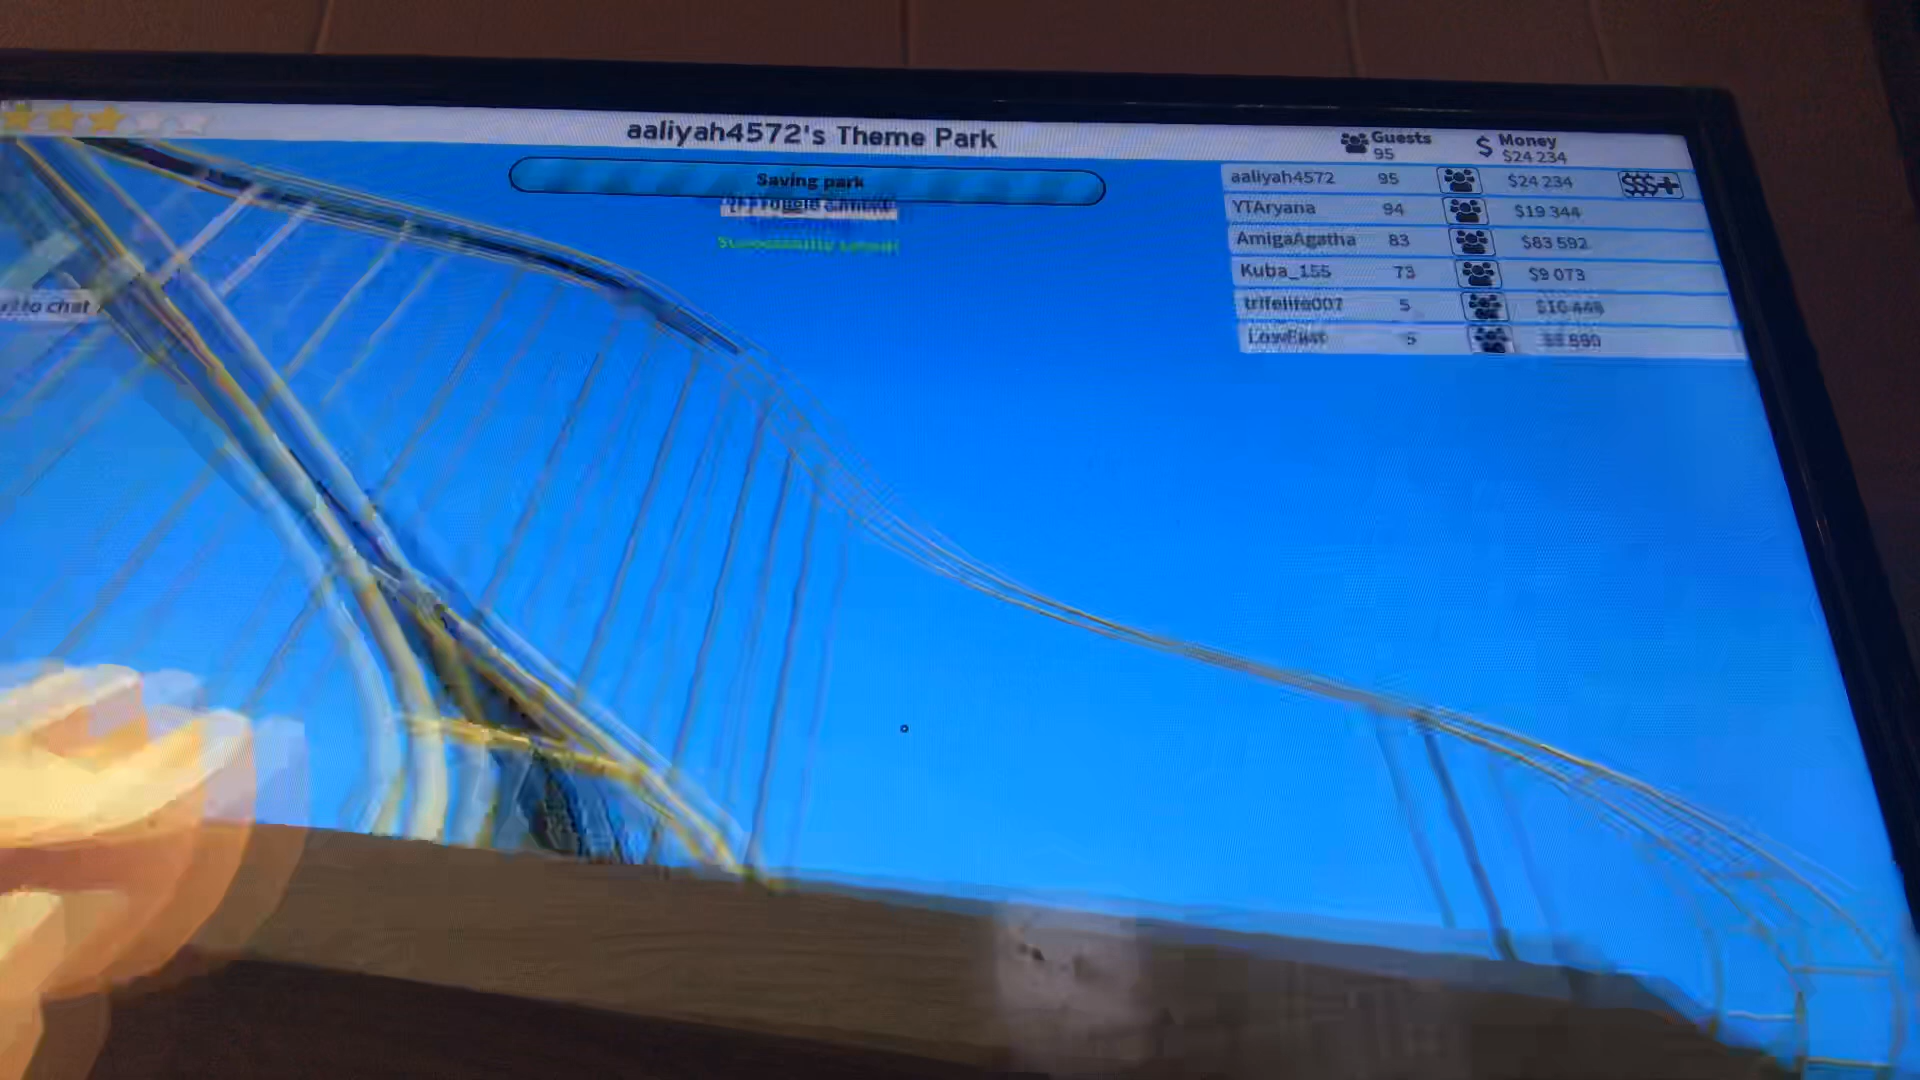 aaliyah4572's Theme Park
Guests
95
$ Money
$24 234
Saving park
to chat
aaliyah4572 95 $24 234 $$$+
YTAryana 94 $19 344
AmigaAgatha 83 $83 592
Kuba_155 73 $9 073
trifelife007 5
5